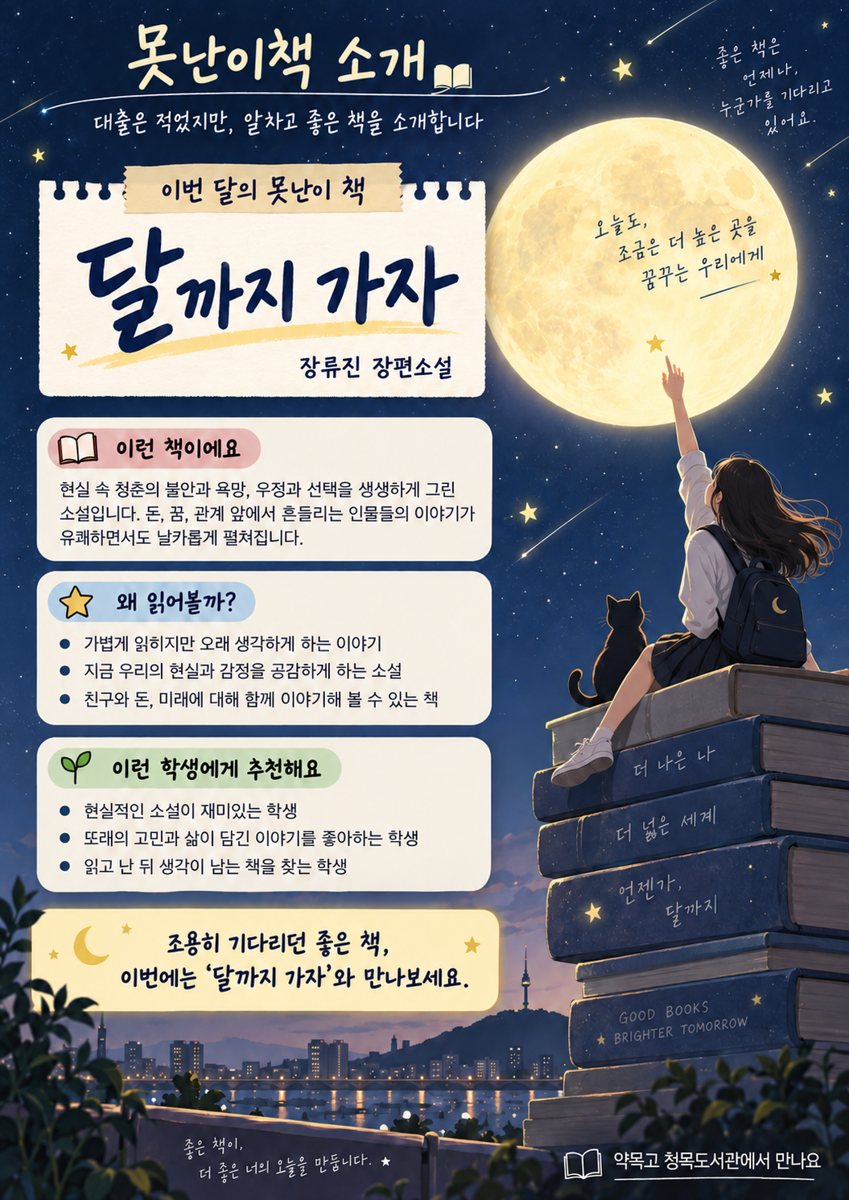 못난이책 소개
대출은 적었지만, 알차고 좋은 책을 소개합니다
좋은 책은
언제나,
누군가를 기다리고
있어요.
이번 달의 못난이 책
달까지 가자
장류진 장편소설
오늘도,
조금은 더 높은 곳을
꿈꾸는 우리에게
이런 책이에요
현실 속 청춘의 불안과 욕망, 우정과 선택을 생생하게 그린
소설입니다. 돈, 꿈, 관계 앞에서 흔들리는 인물들의 이야기가
유쾌하면서도 날카롭게 펼쳐집니다.
왜 읽어볼까?
● 가볍게 읽히지만 오래 생각하게 하는 이야기
● 지금 우리의 현실과 감정을 공감하게 하는 소설
● 친구와 돈, 미래에 대해 함께 이야기해 볼 수 있는 책
이런 학생에게 추천해요
● 현실적인 소설이 재미있는 학생
● 또래의 고민과 삶이 담긴 이야기를 좋아하는 학생
● 읽고 난 뒤 생각이 남는 책을 찾는 학생
조용히 기다리던 좋은 책,
이번에는 ‘달까지 가자’와 만나보세요.
더 나은 나
더 넓은 세계
언젠가,
달까지
GOOD BOOKS
BRIGHTER TOMORROW
좋은 책이,
더 좋은 너의 오늘을 만듭니다.
약목고 청목도서관에서 만나요